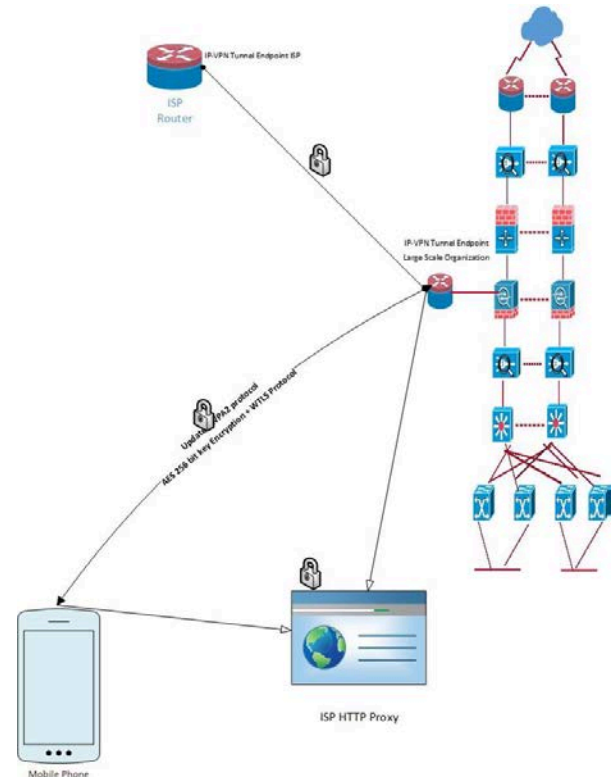 IP-VPN Tunnel Endpoint ISP
ISP
Router
IP-VPN Tunnel Endpoint
Large Scale Organization
protocol
AES 256 bit key Encryption + WTLS Protocol
ISP HTTP Proxy
Mobile Phone